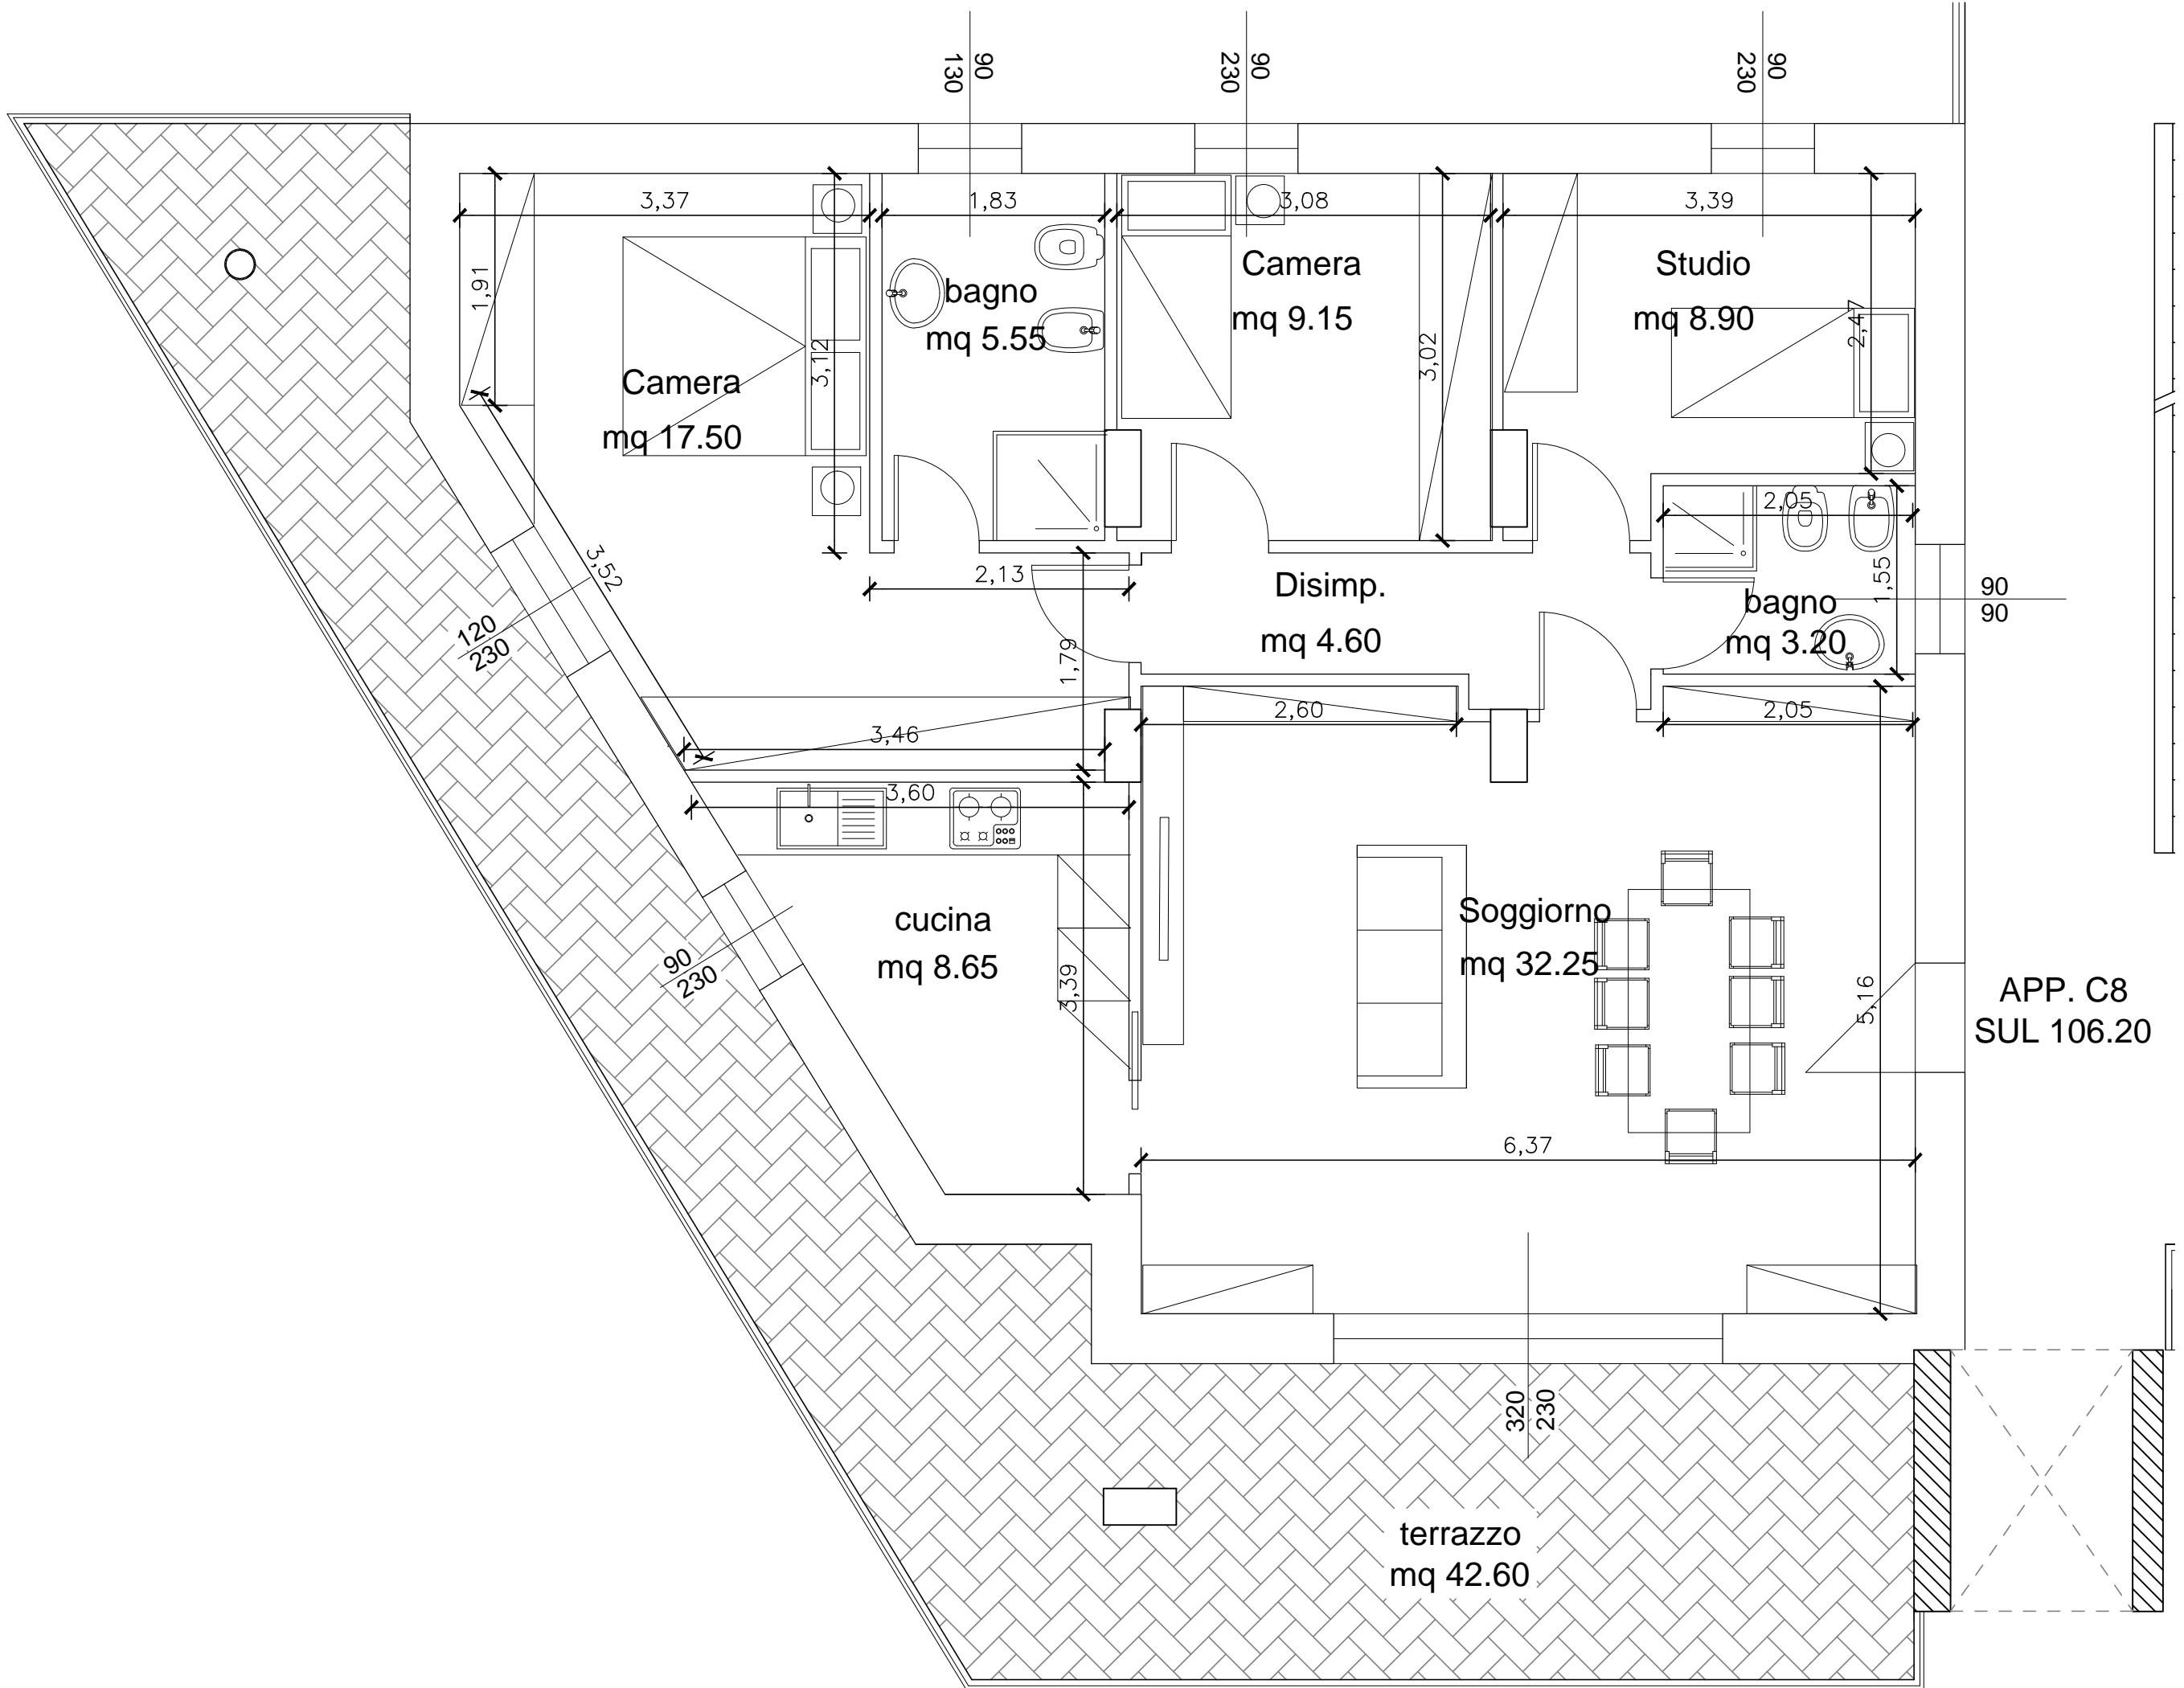 90
130
90
230
90
230
3,37
1,83
3,08
3,39
1,91
3,12
3,02
2,47
bagno
mq 5.55
Camera
mq 9.15
Studio
mq 8.90
Camera
mq 17.50
2,05
1,55
3,52
2,13
Disimp.
mq 4.60
bagno
mq 3.20
90
90
120
230
1,79
3,46
2,60
2,05
3,60
cucina
mq 8.65
3,39
90
230
Soggiorno
mq 32.25
5,16
APP. C8
SUL 106.20
6,37
320
230
terrazzo
mq 42.60